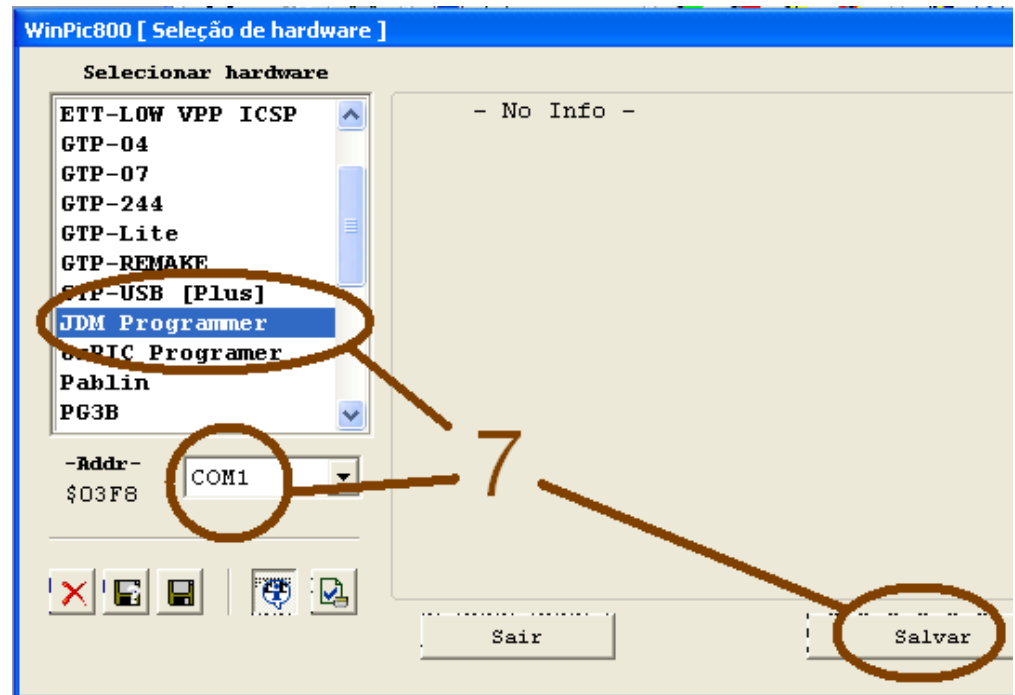 WinPic800 [ Seleção de hardware ]
Selecionar hardware
ETT-LOW VPP ICSP
GTP-04
GTP-07
GTP-244
GTP-Lite
GTP-REMAKE
GTP-USB [Plus]
JDM Programmer
Programer
Pablin
PG3B
- No Info -
-Addr-
$03F8
COM1
7
Sair
Salvar